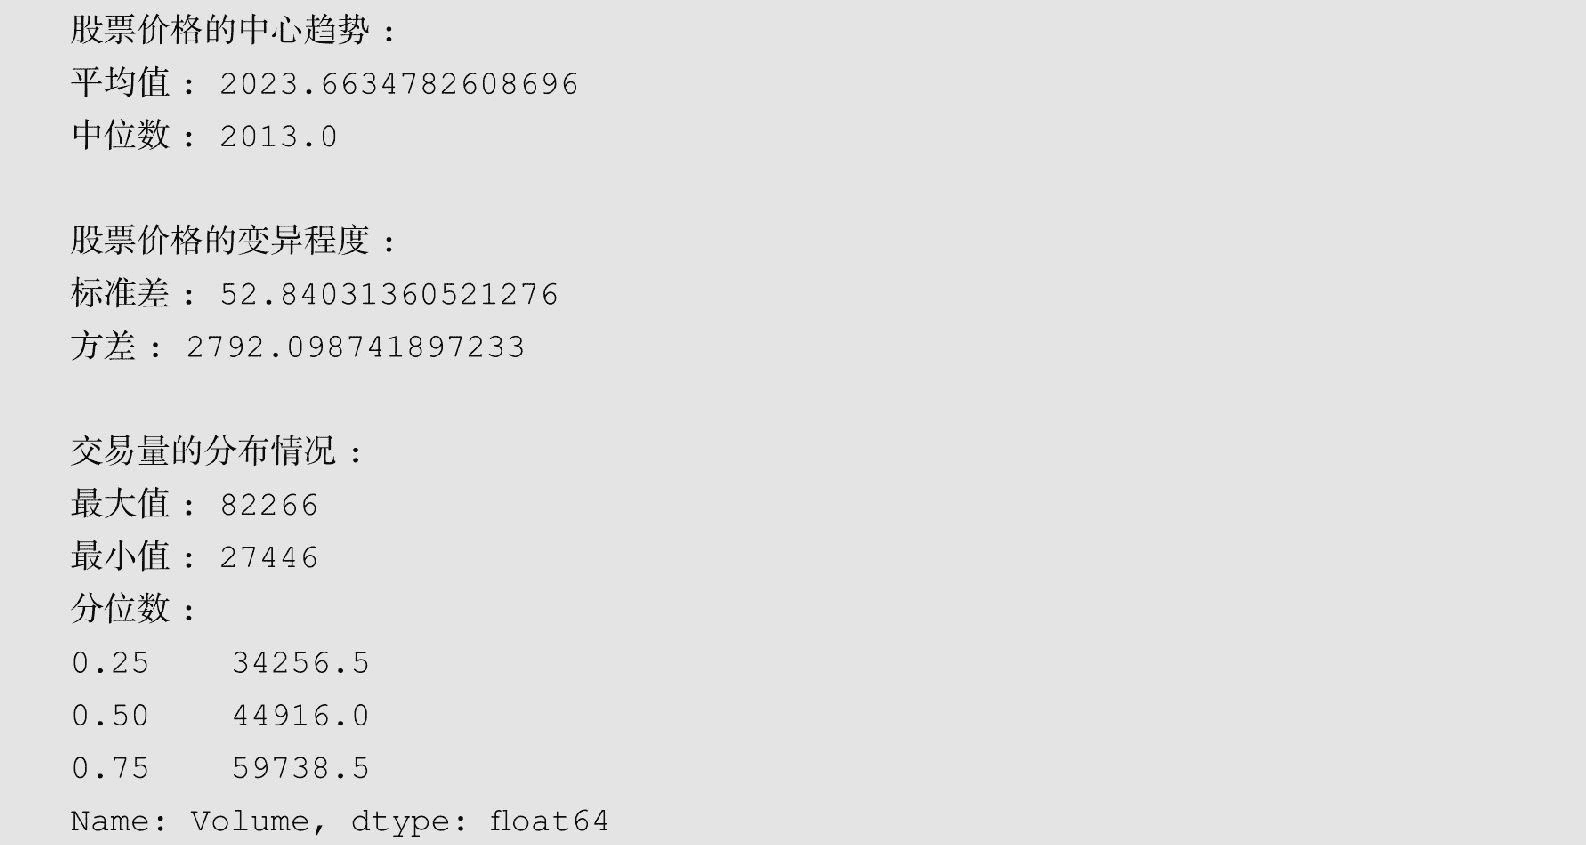 股票价格的中心趋势：
平均值：2023.6634782608696
中位数：2013.0
股票价格的变异程度：
标准差：52.84031360521276
方差：2792.098741897233
交易量的分布情况：
最大值：82266
最小值：27446
分位数：
0.25    34256.5
0.50    44916.0
0.75    59738.5
Name: Volume, dtype: float64